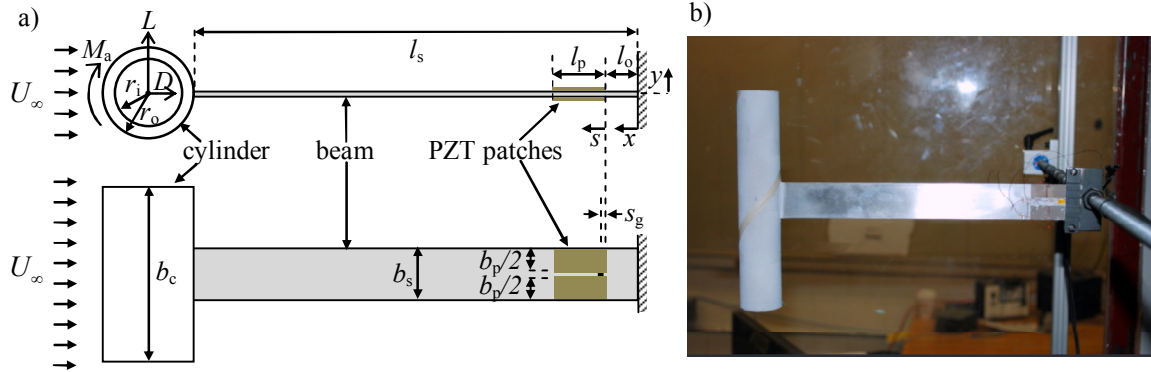 a)
b)
L
l_s
M_a
l_p
l_o
y
D
U_∞
r_i
r_o
s
x
cylinder
beam
PZT patches
s_g
b_p/2
U_∞
b_c
b_s
b_p/2